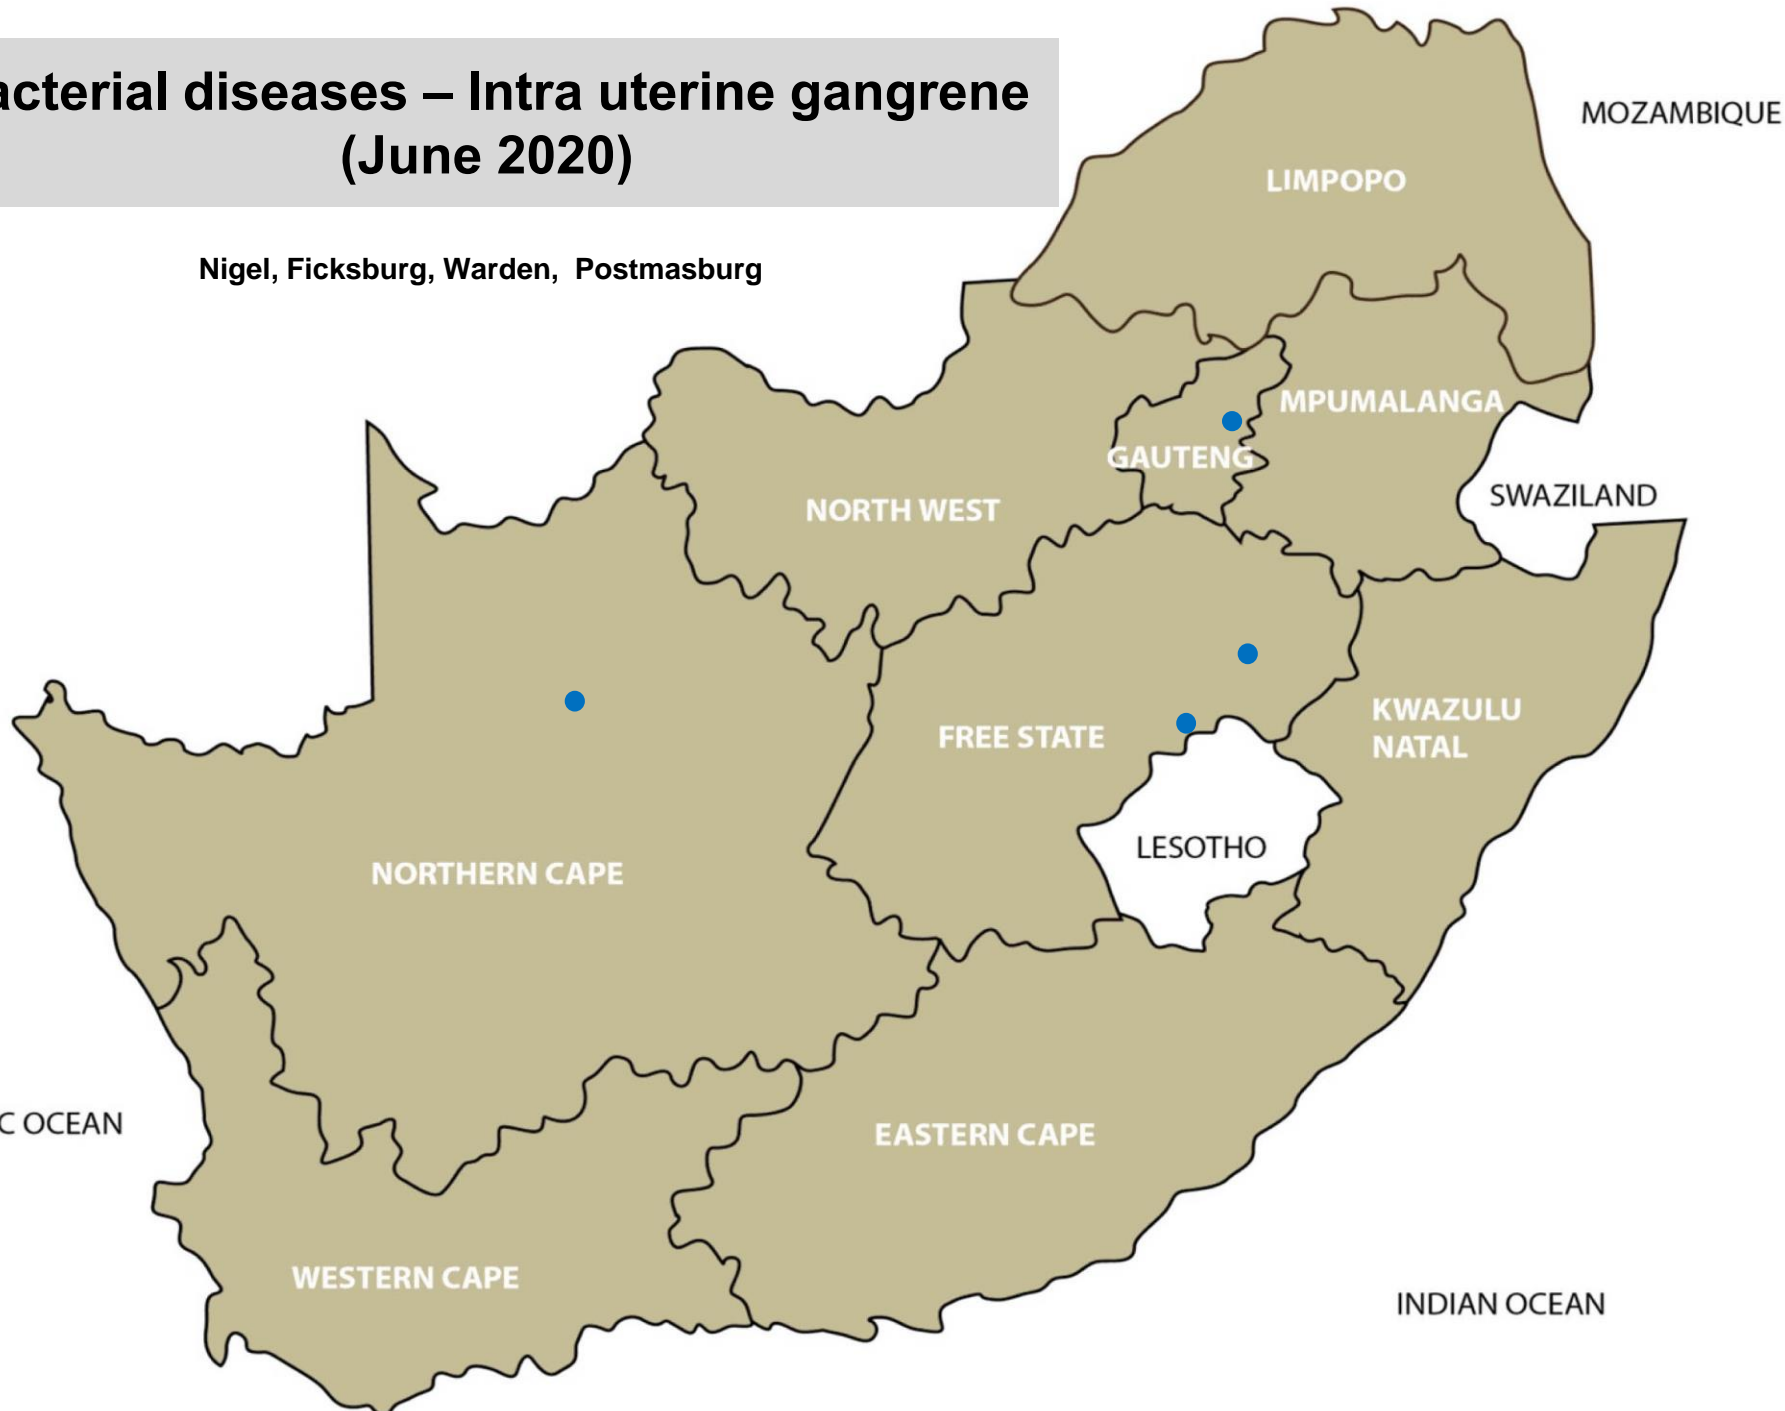 acterial diseases – Intra uterine gangrene
(June 2020)
Nigel, Ficksburg, Warden, Postmasburg
MOZAMBIQUE
LIMPOPO
MPUMALANGA
GAUTENG
SWAZILAND
NORTH WEST
KWAZULU
NATAL
FREE STATE
LESOTHO
NORTHERN CAPE
C OCEAN
EASTERN CAPE
WESTERN CAPE
INDIAN OCEAN